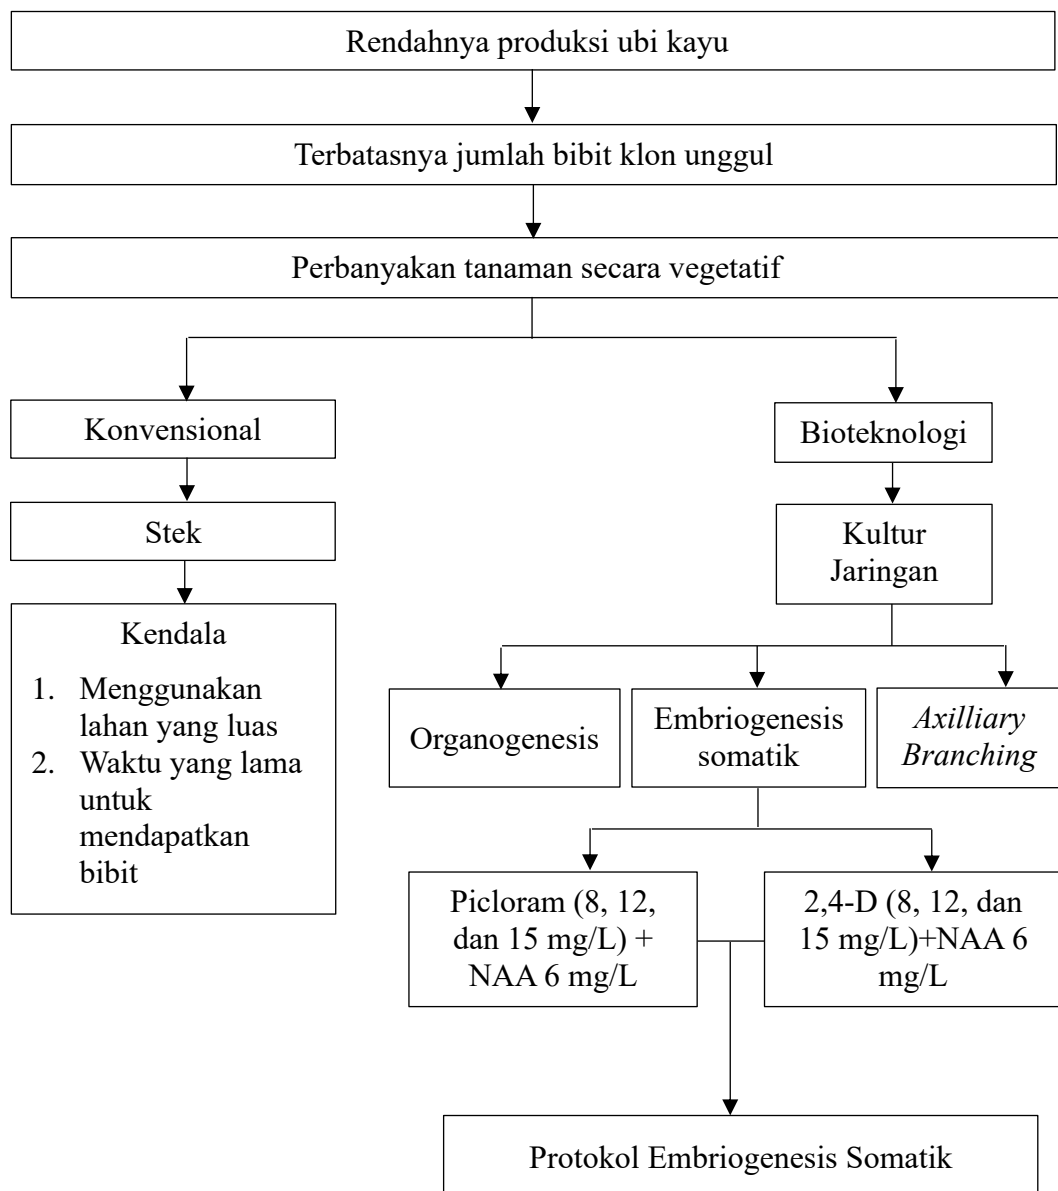 Rendahnya produksi ubi kayu
Terbatasnya jumlah bibit klon unggul
Perbanyakan tanaman secara vegetatif
Konvensional
Bioteknologi
Stek
Kultur
Jaringan
Kendala
1. Menggunakan
lahan yang luas
2. Waktu yang lama
untuk
mendapatkan
bibit
Organogenesis
Embriogenesis
somatik
Axilliary
Branching
Picloram (8, 12,
dan 15 mg/L) +
NAA 6 mg/L
2,4-D (8, 12, dan
15 mg/L)+NAA 6
mg/L
Protokol Embriogenesis Somatik